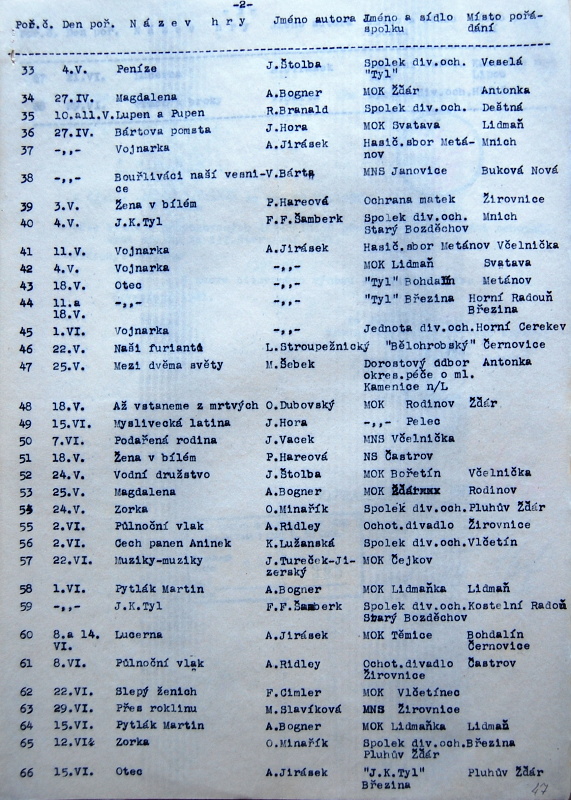 -2-
Poř.č. Den poř. Název hry Jméno autora Jméno a sídlo Místo pořá-
spolku dání
33 4.V. Peníze J.Štolba Spolek div.och. Veselá
"Tyl"
34 27.IV. Magdalena A.Bogner MOK Žďár Antonka
35 10.all.V. Lupen a Pupen R.Branald Spolek div.och. Deštná
36 27.IV. Bártova pomsta J.Hora MOK Svatava Lidmaň
37 -,,- Vojnarka A.Jirásek Hasič.sbor Metá- Mnich
nov
38 -,,- Bouřliváci naší vesni- V.Bárta MNS Janovice Buková Nová
ce
39 3.V. Žena v bílém P.Hareová Ochrana matek Žirovnice
40 4.V. J.K.Tyl F.F.Šamberk Spolek div.och. Mnich
Starý Bozděchov
41 11.V. Vojnarka A.Jirásek Hasič.sbor Metánov Včelnička
42 4.V. Vojnarka -,,- MOK Lidmaň Svatava
43 18.V. Otec -,,- "Tyl" Bohdalín Metánov
44 11.a -,,- -,,- "Tyl" Březina Horní Radouň
18.V. Březina
45 1.VI. Vojnarka -,,- Jednota div.och. Horní Cerekev
46 22.V. Naši furianté L.Stroupežnický "Bělohrobský" Černovice
47 25.V. Mezi dvěma světy M.Šebek Dorostový odbor Antonka
okres.péče o ml.
Kamenice n/L
48 18.V. Až vstaneme z mrtvých O.Dubovský MOK Rodinov Žďár
49 15.VI. Myslivecká latina J.Hora -,,- Pelec
50 7.VI. Podařená rodina J.Vacek MNS Včelnička
51 18.V. Žena v bílém P.Hareová NS Častrov
52 24.V. Vodní družstvo J.Štolba MOK Bořetín Včelnička
53 25.V. Magdalena A.Bogner MOK Rodinov
54 24.V. Zorka O.Minařík Spolek div.och. Pluhův Žďár
55 2.VI. Půlnoční vlak A.Ridley Ochot.divadlo Žirovnice
56 2.VI. Cech panen Aninek K.Lužanská Spolek div.och. Vlčetín
57 22.VI. Muziky-muziky J.Tureček-Ji- MOK Čejkov
zerský
58 1.VI. Pytlák Martin A.Bogner MOK Lidmaňka Lidmaň
59 -,,- J.K.Tyl F.F.Šamberk Spolek div.och. Kostelní Radoň
Starý Bozděchov
60 8.a 14. Lucerna A.Jirásek MOK Těmice Bohdalín
VI. Černovice
61 8.VI. Půlnoční vlak A.Ridley Ochot.divadlo Častrov
Žirovnice
62 22.VI. Slepý ženich F.Cimler MOK Vlčetínec
63 29.VI. Přes roklinu M.Slavíková MNS Žirovnice
64 15.VI. Pytlák Martin A.Bogner MOK Lidmaňka Lidmaň
65 12.VI. Zorka O.Minařík Spolek div.och. Březina
Pluhův Žďár
66 15.VI. Otec A.Jirásek "J.K.Tyl" Pluhův Žďár
Březina
47